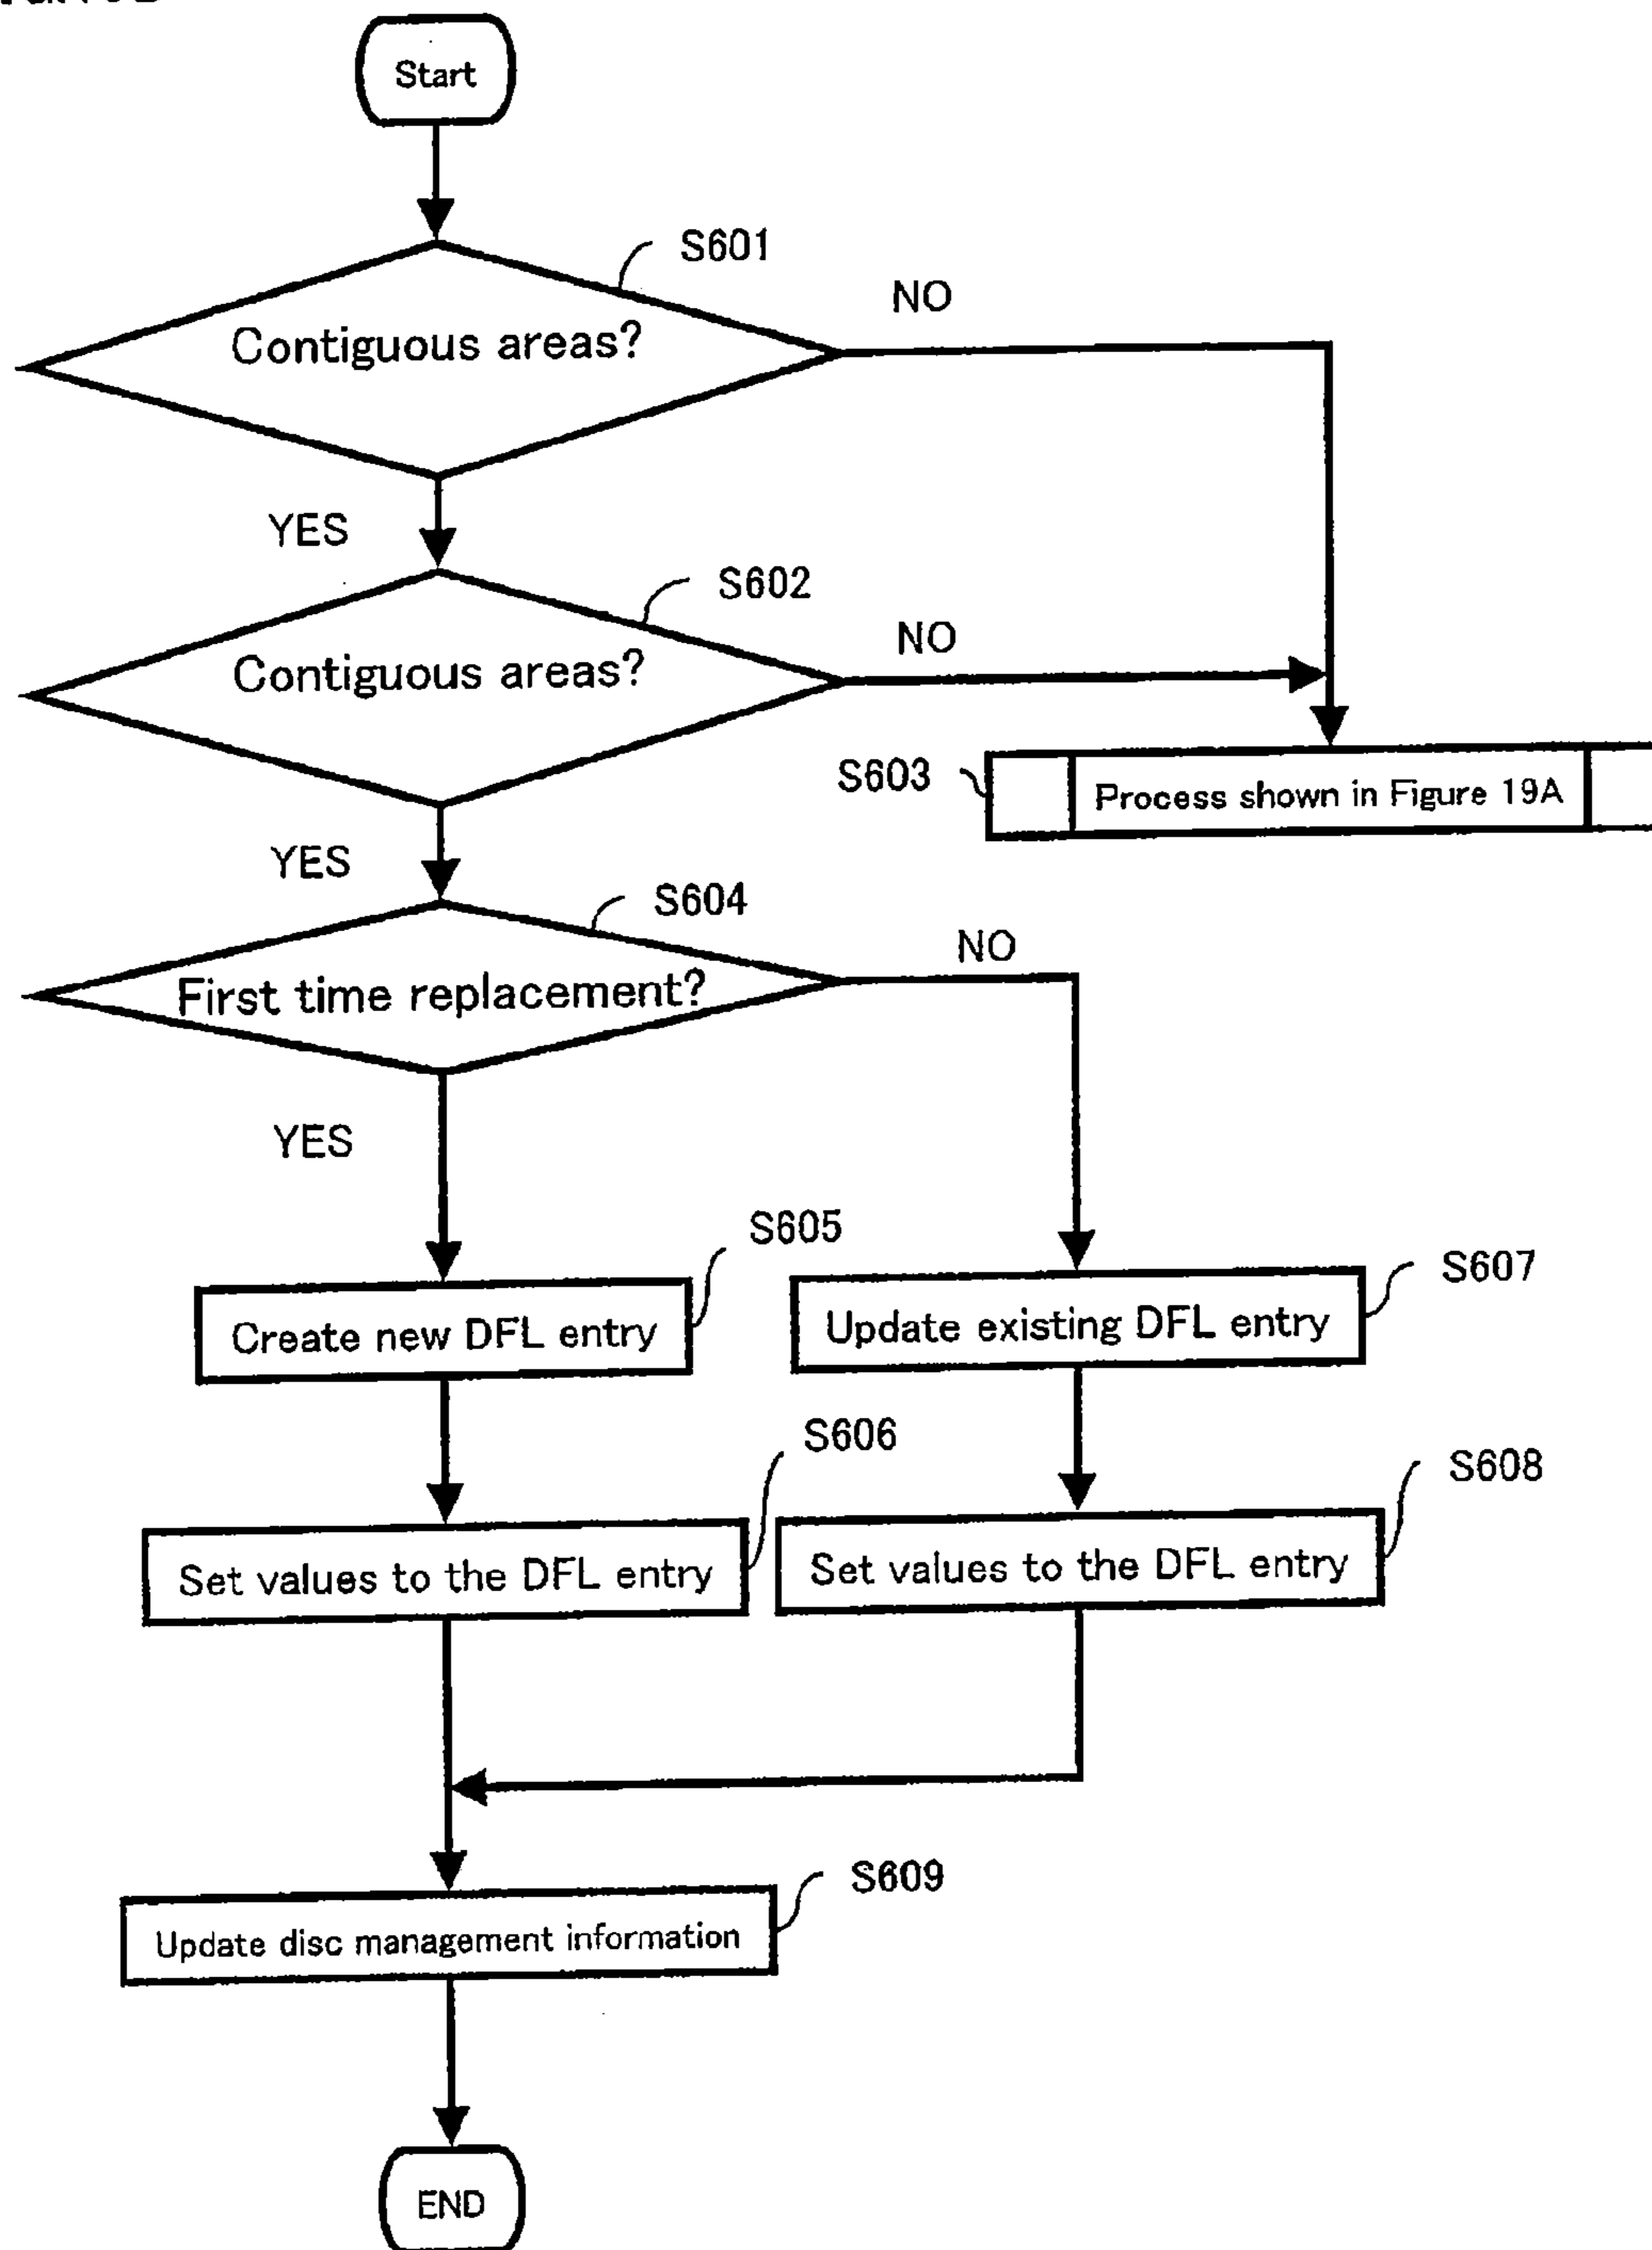 Start
S601
Contiguous areas?
NO
YES
S602
Contiguous areas?
NO
S603
Process shown in Figure 19A
YES
S604
First time replacement?
NO
YES
S605
Create new DFL entry
S607
Update existing DFL entry
S606
Set values to the DFL entry
S608
Set values to the DFL entry
S609
Update disc management information
END